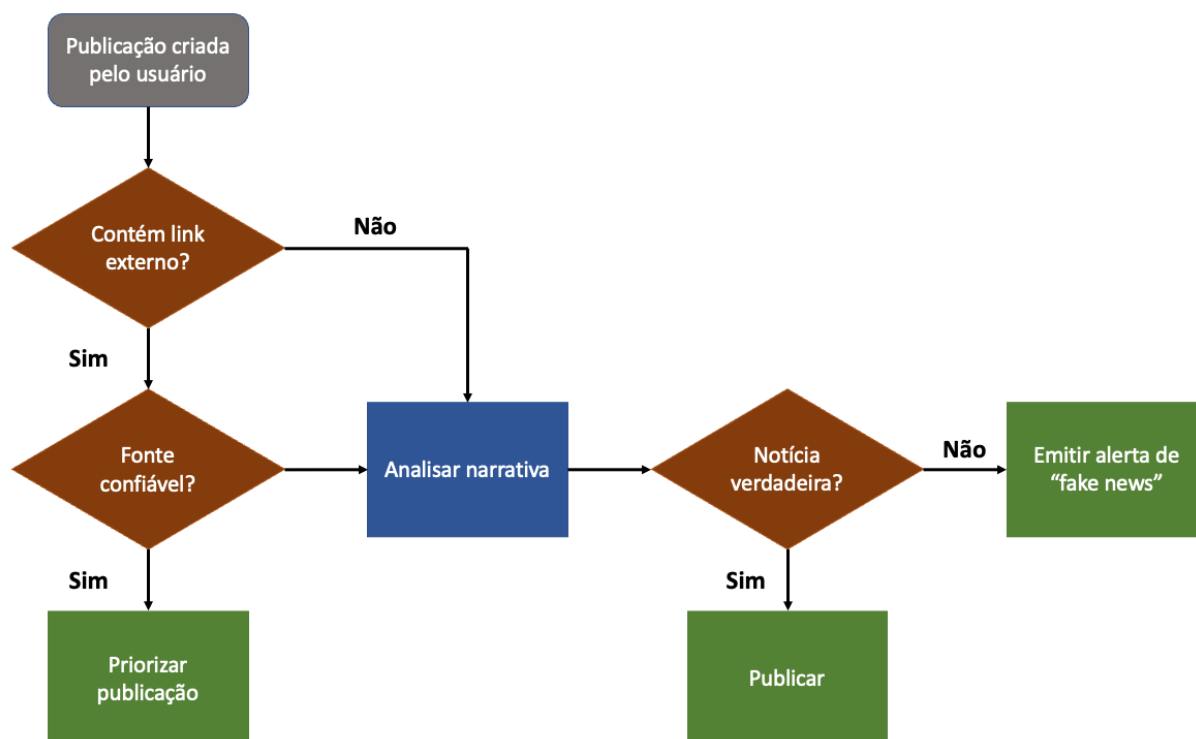 Publicação criada
pelo usuário
Contém link
externo?
Não
Sim
Fonte
confiável?
Analisar narrativa
Notícia
verdadeira?
Não
Emitir alerta de
“fake news”
Sim
Priorizar
publicação
Sim
Publicar